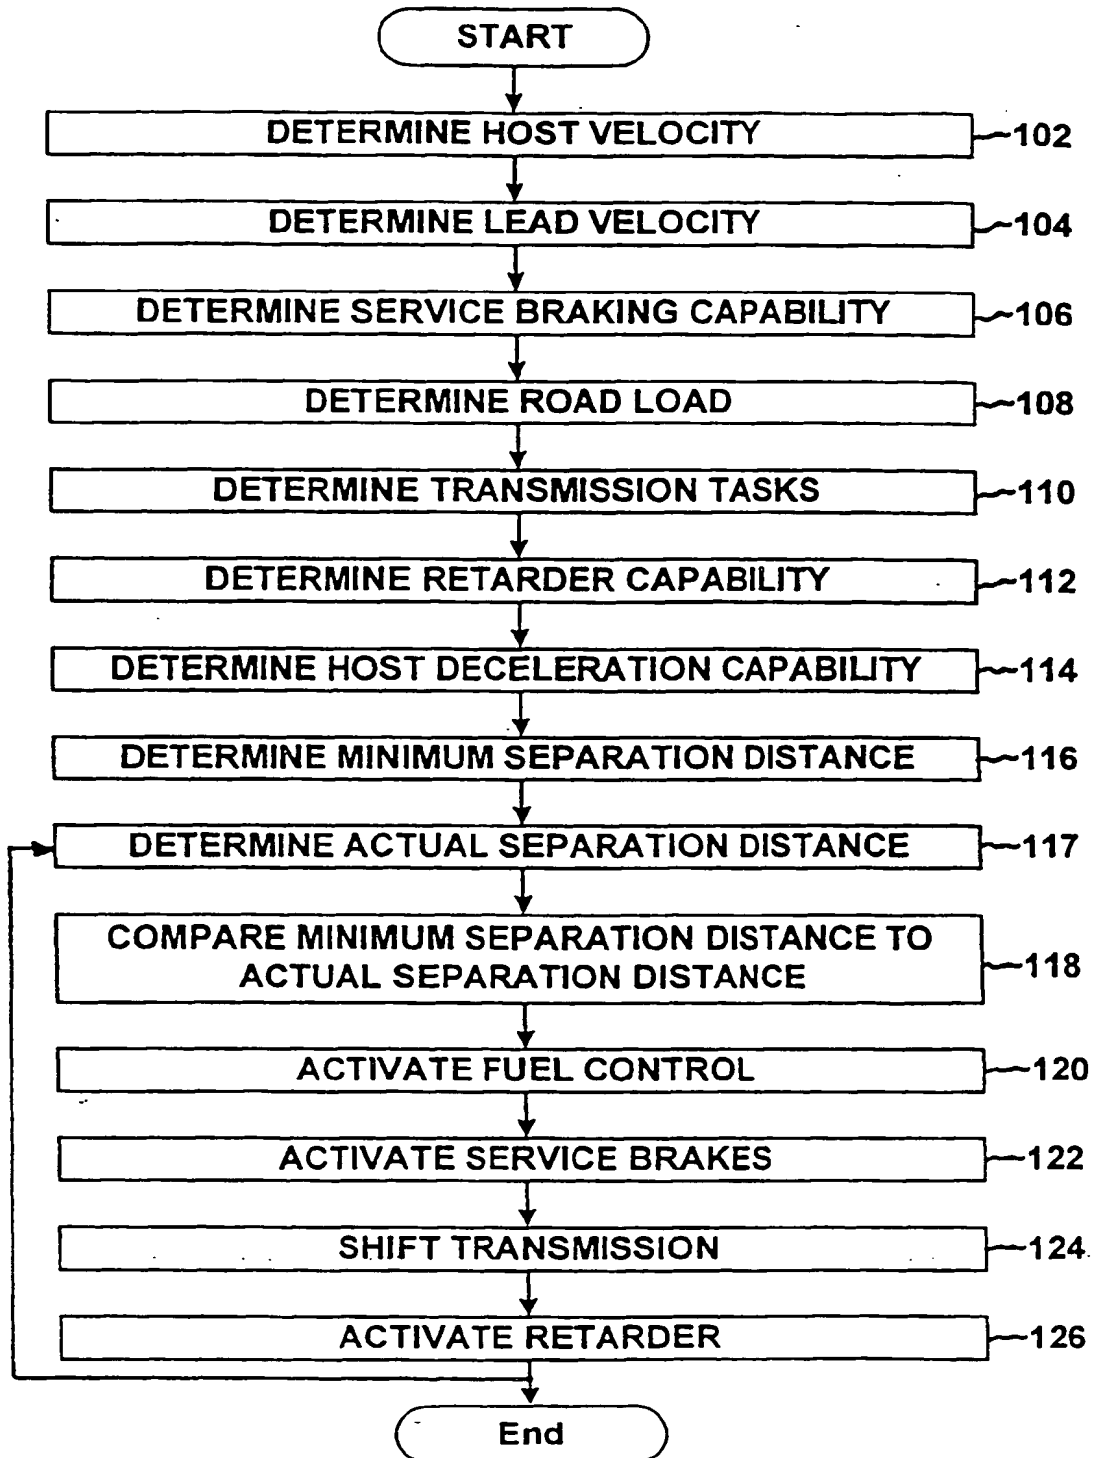 START
DETERMINE HOST VELOCITY 102
DETERMINE LEAD VELOCITY 104
DETERMINE SERVICE BRAKING CAPABILITY 106
DETERMINE ROAD LOAD 108
DETERMINE TRANSMISSION TASKS 110
DETERMINE RETARDER CAPABILITY 112
DETERMINE HOST DECELERATION CAPABILITY 114
DETERMINE MINIMUM SEPARATION DISTANCE 116
DETERMINE ACTUAL SEPARATION DISTANCE 117
COMPARE MINIMUM SEPARATION DISTANCE TO
ACTUAL SEPARATION DISTANCE 118
ACTIVATE FUEL CONTROL 120
ACTIVATE SERVICE BRAKES 122
SHIFT TRANSMISSION 124
ACTIVATE RETARDER 126
End